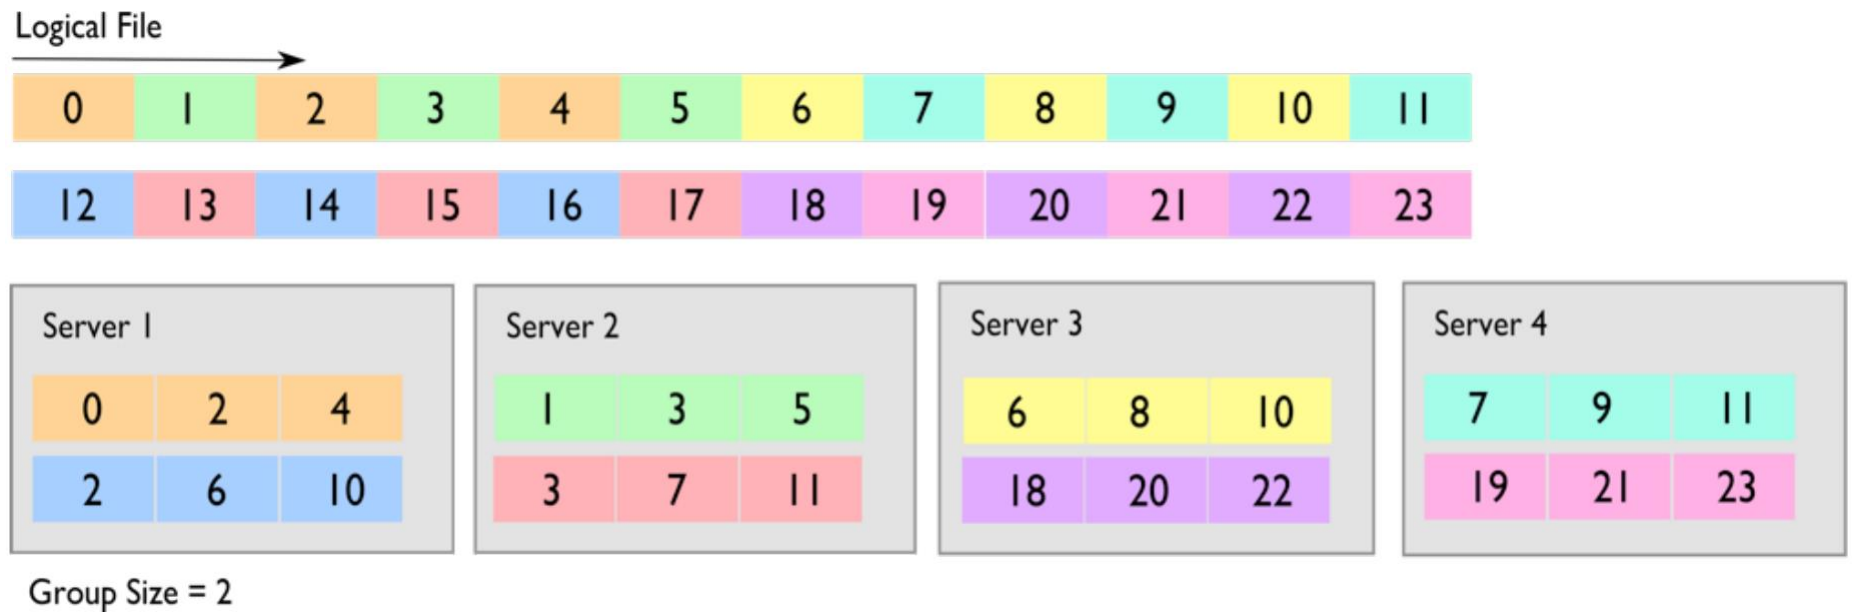 Logical File
0 1 2 3 4 5 6 7 8 9 10 11
12 13 14 15 16 17 18 19 20 21 22 23
Server 1
0 2 4
2 6 10
Server 2
1 3 5
3 7 11
Server 3
6 8 10
18 20 22
Server 4
7 9 11
19 21 23
Group Size = 2